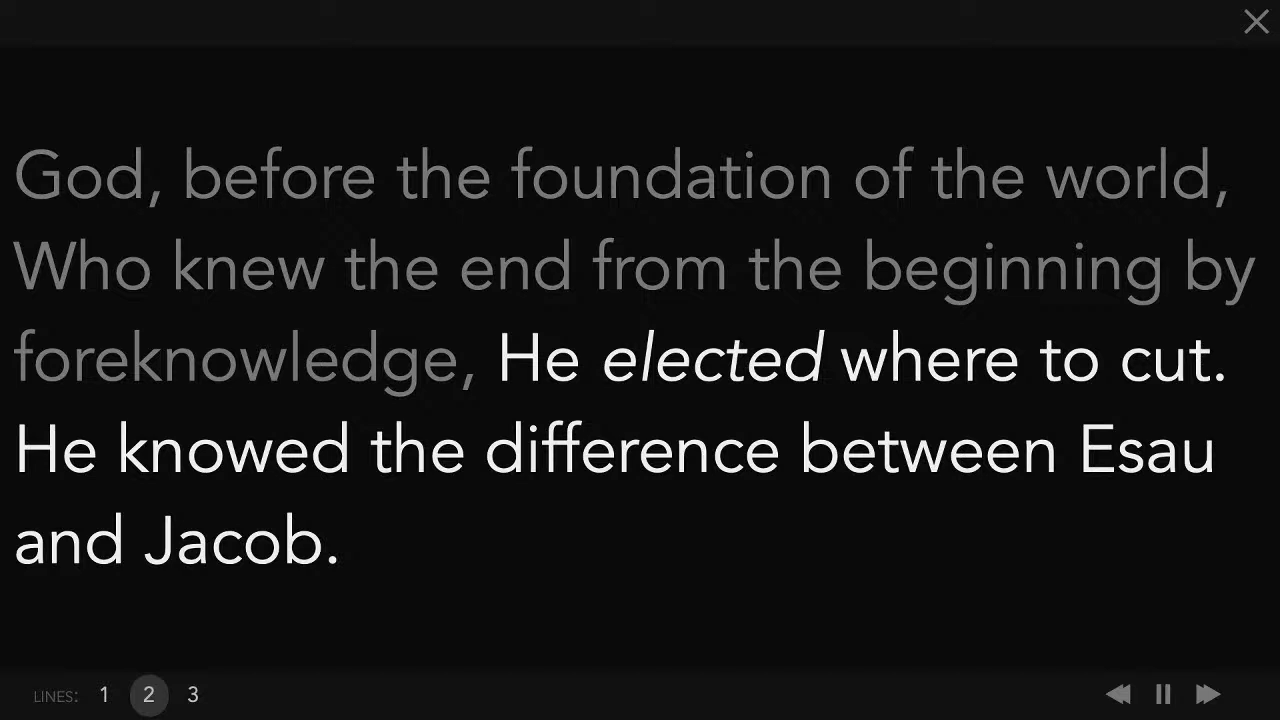 God, before the foundation of the world,
Who knew the end from the beginning by
foreknowledge, He elected where to cut.
He knowed the difference between Esau
and Jacob.
LINES: 1 2 3